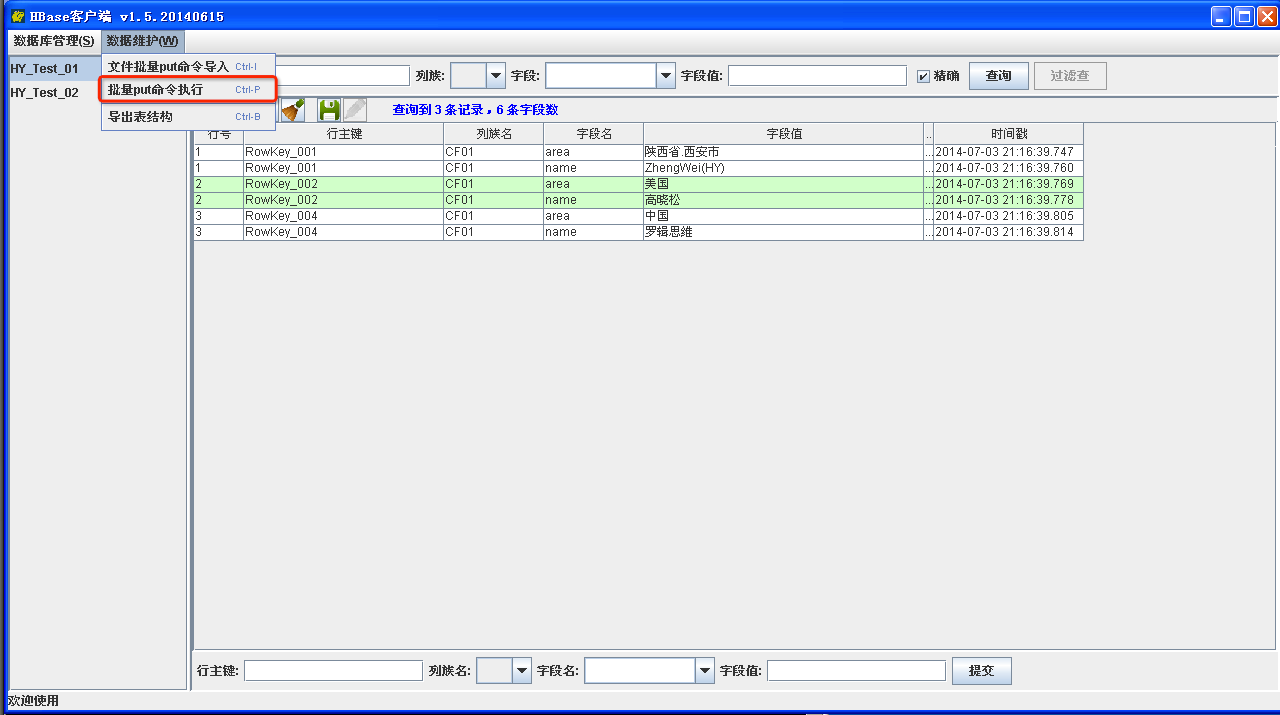 HBase客户端 v1.5.20140615
数据库管理(S) 数据维护(W)
文件批量put命令导入 Ctrl-I
批量put命令执行 Ctrl-P
导出表结构 Ctrl-B
HY_Test_01
HY_Test_02
列族: 字段: 字段值: 精确 查询 过滤查
查询到 3 条记录，6 条字段数
行号 行主键 列族名 字段名 字段值 .. 时间戳
1 RowKey_001 CF01 area 陕西省.西安市 ... 2014-07-03 21:16:39.747
1 RowKey_001 CF01 name ZhengWei(HY) ... 2014-07-03 21:16:39.760
2 RowKey_002 CF01 area 美国 ... 2014-07-03 21:16:39.769
2 RowKey_002 CF01 name 高晓松 ... 2014-07-03 21:16:39.778
3 RowKey_004 CF01 area 中国 ... 2014-07-03 21:16:39.805
3 RowKey_004 CF01 name 罗辑思維 ... 2014-07-03 21:16:39.814
行主键: 列族名: 字段名: 字段值: 提交
欢迎使用